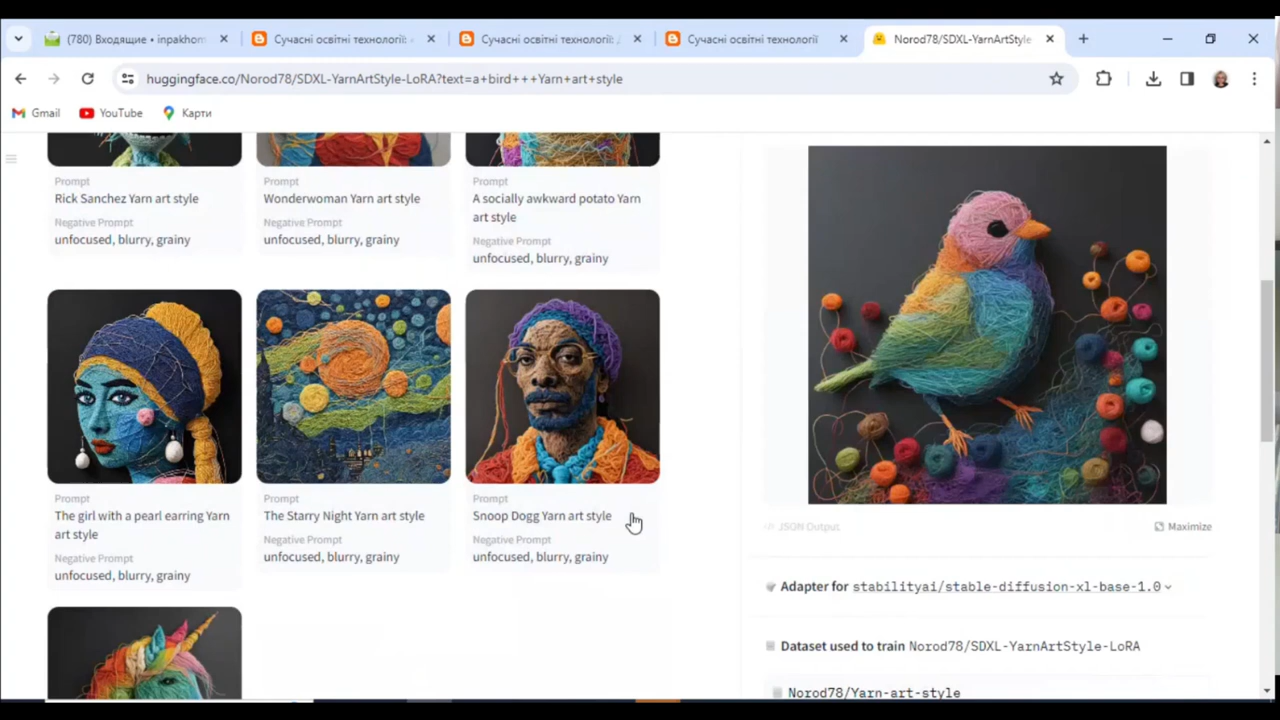 (780) Входящие • inpakhom
Сучасні освітні технології: «
Сучасні освітні технології: Д
Сучасні освітні технології
Norod78/SDXL-YarnArtStyle-
huggingface.co/Norod78/SDXL-YarnArtStyle-LoRA?text=a+bird+++Yarn+art+style
Gmail
YouTube
Карти
Prompt
Rick Sanchez Yarn art style
Negative Prompt
unfocused, blurry, grainy
Prompt
Wonderwoman Yarn art style
Negative Prompt
unfocused, blurry, grainy
Prompt
A socially awkward potato Yarn
art style
Negative Prompt
unfocused, blurry, grainy
Prompt
The girl with a pearl earring Yarn
art style
Negative Prompt
unfocused, blurry, grainy
Prompt
The Starry Night Yarn art style
Negative Prompt
unfocused, blurry, grainy
Prompt
Snoop Dogg Yarn art style
Negative Prompt
unfocused, blurry, grainy
</> JSON Output
Maximize
Adapter for stabilityai/stable-diffusion-xl-base-1.0
Dataset used to train Norod78/SDXL-YarnArtStyle-LoRA
Norod78/Yarn-art-style